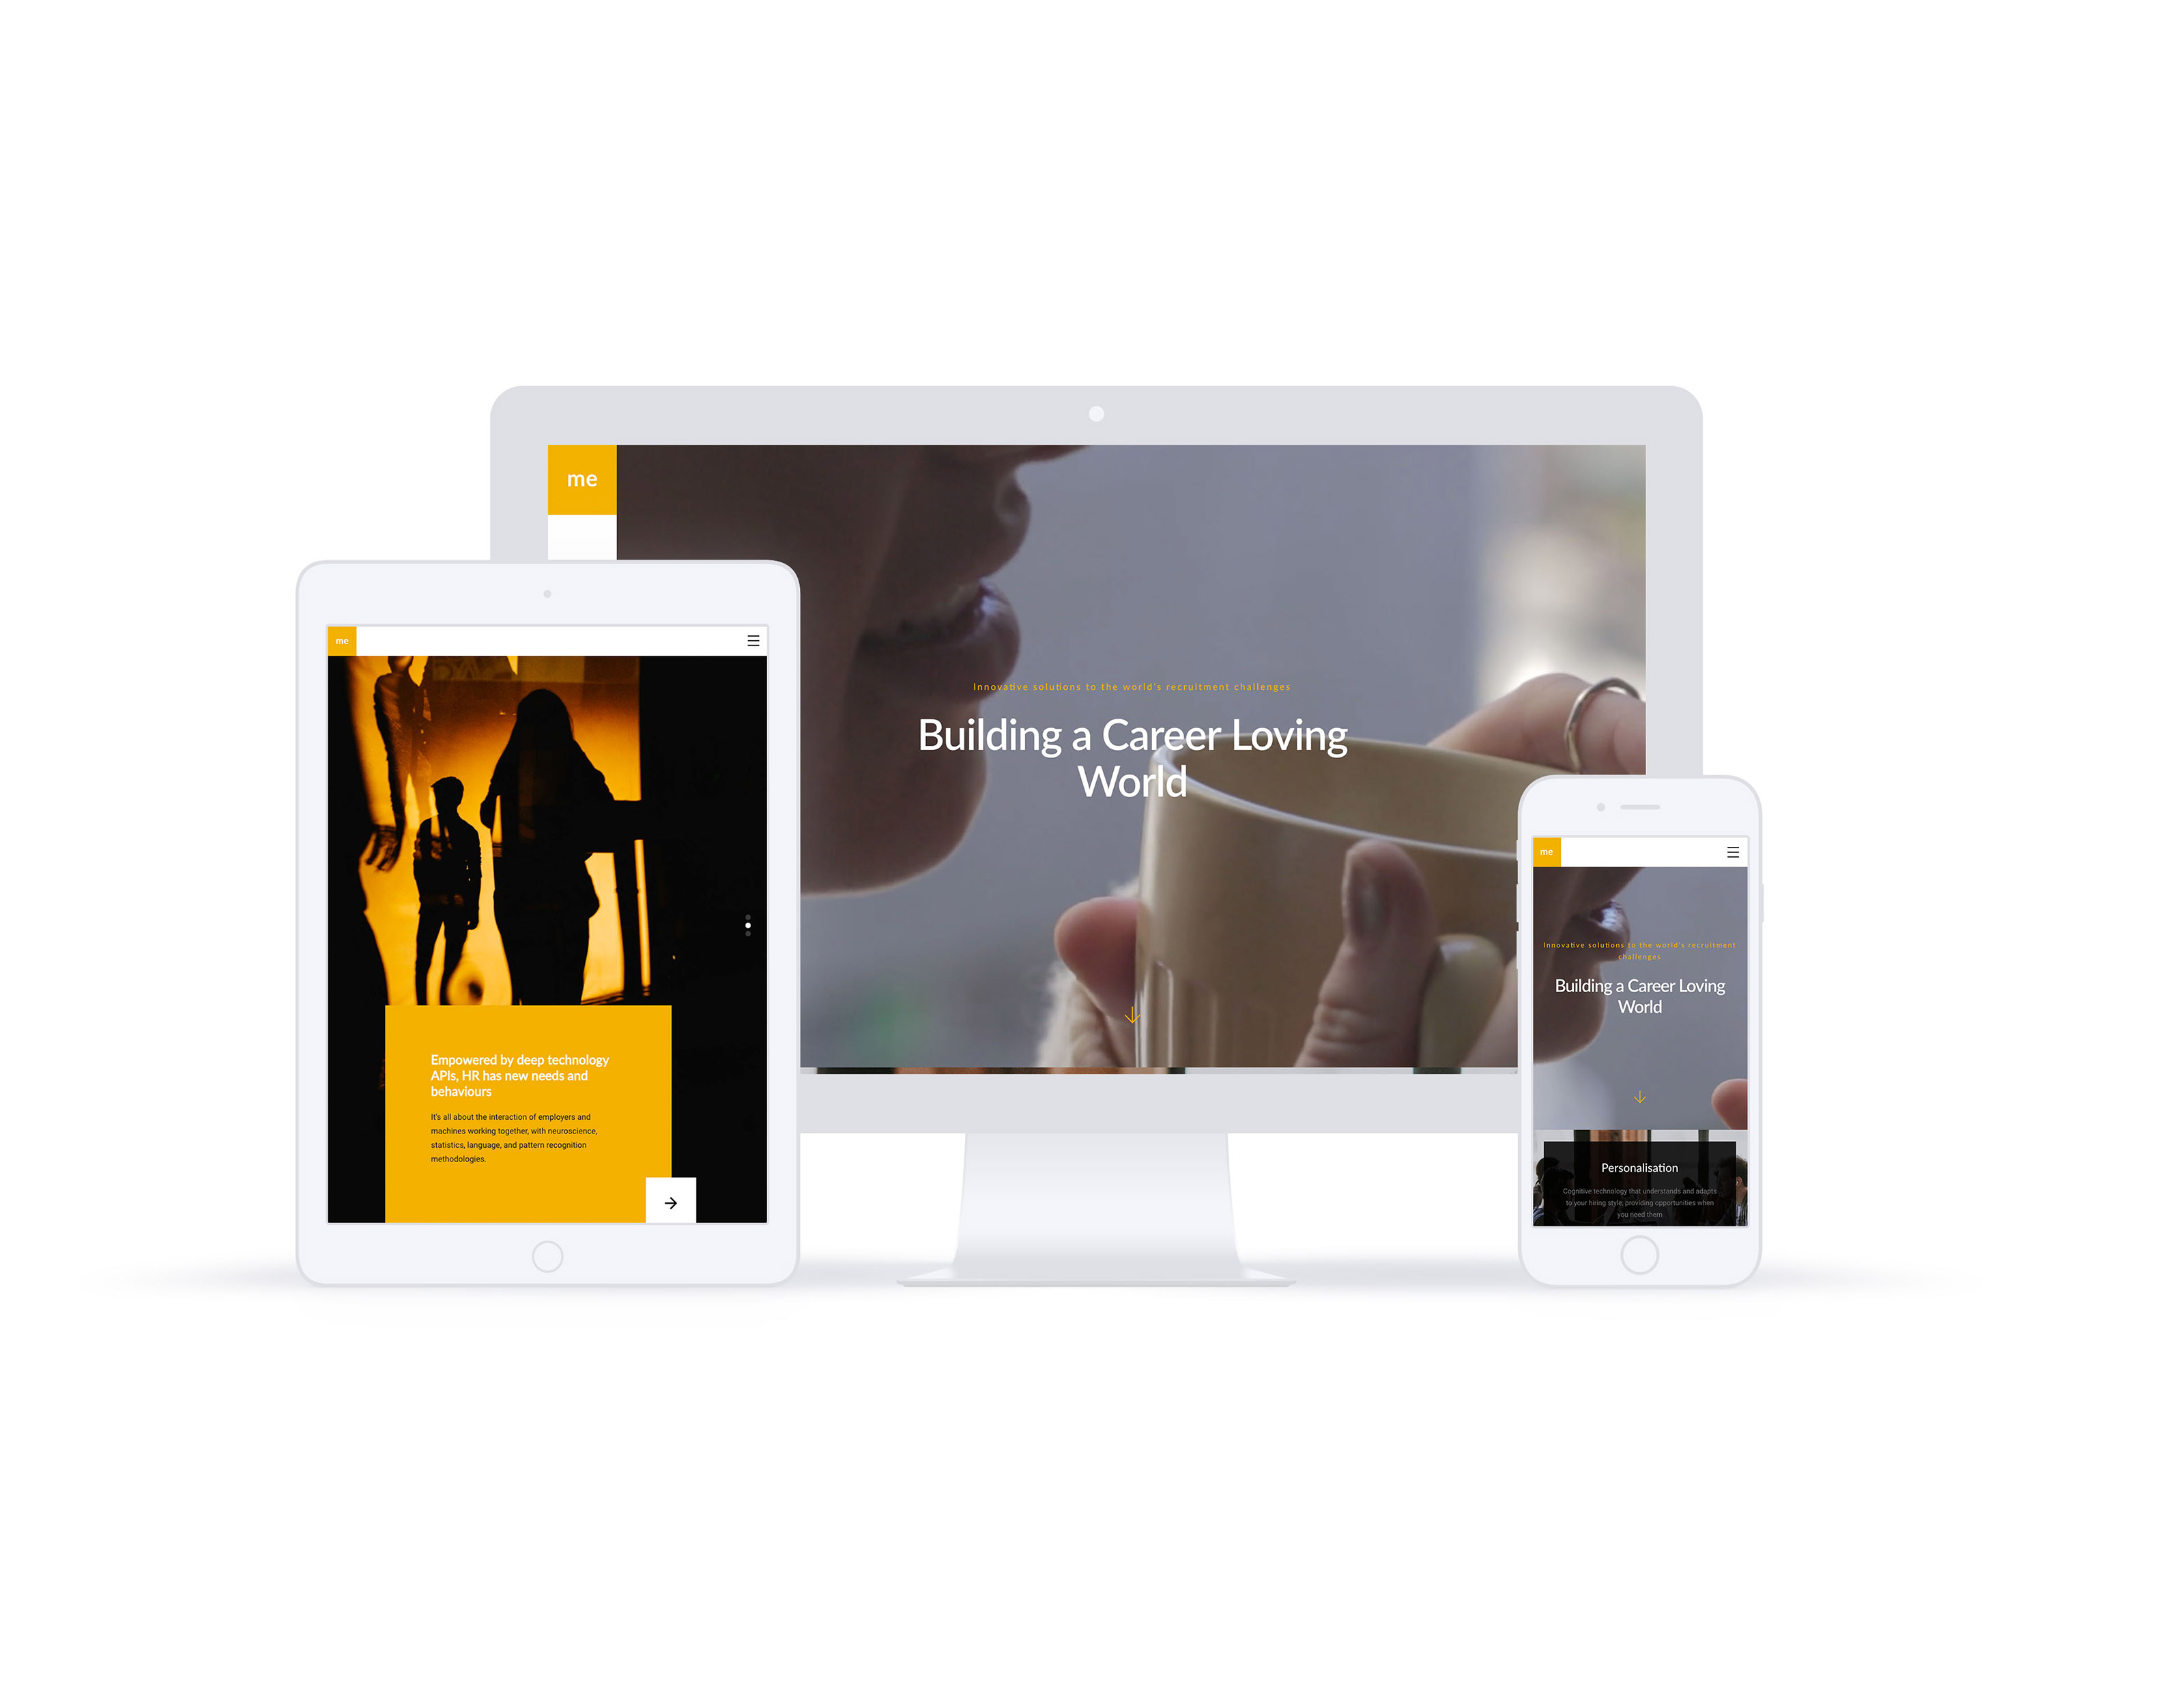 me
Innovative solutions to the world's recruitment challenges
Building a Career Loving
World
me
Empowered by deep technology
APIs, HR has new needs and
behaviours
It's all about the interaction of employers and
machines working together, with neuroscience,
statistics, language, and pattern recognition
methodologies.
me
Innovative solutions to the world's recruitment
challenges
Building a Career Loving
World
Personalisation
Cognitive technology that understands and adapts
to your hiring style, providing opportunities when
you need them